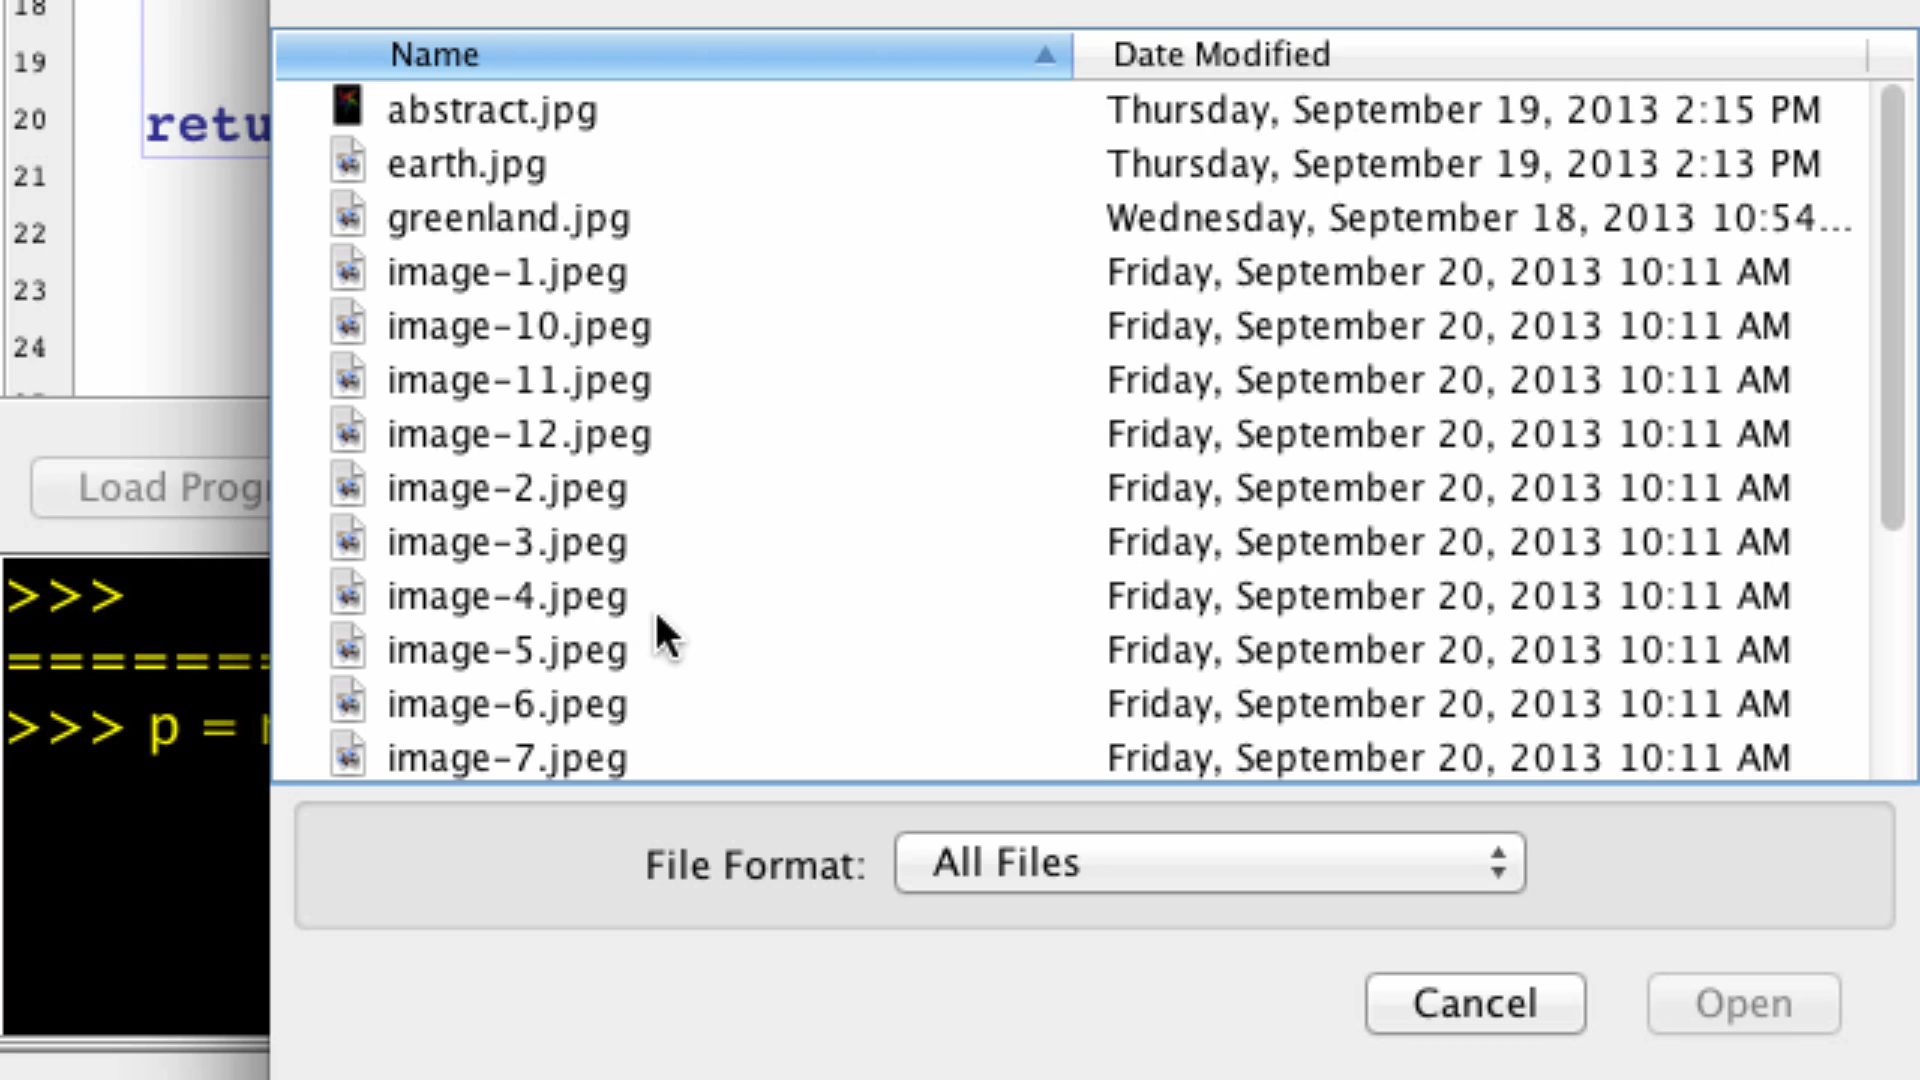 18
19
20
21
22
23
24
retu
Load Prog
>>>
=======
>>> p =
Name Date Modified
abstract.jpg Thursday, September 19, 2013 2:15 PM
earth.jpg Thursday, September 19, 2013 2:13 PM
greenland.jpg Wednesday, September 18, 2013 10:54...
image-1.jpeg Friday, September 20, 2013 10:11 AM
image-10.jpeg Friday, September 20, 2013 10:11 AM
image-11.jpeg Friday, September 20, 2013 10:11 AM
image-12.jpeg Friday, September 20, 2013 10:11 AM
image-2.jpeg Friday, September 20, 2013 10:11 AM
image-3.jpeg Friday, September 20, 2013 10:11 AM
image-4.jpeg Friday, September 20, 2013 10:11 AM
image-5.jpeg Friday, September 20, 2013 10:11 AM
image-6.jpeg Friday, September 20, 2013 10:11 AM
image-7.jpeg Friday, September 20, 2013 10:11 AM
File Format: All Files
Cancel Open